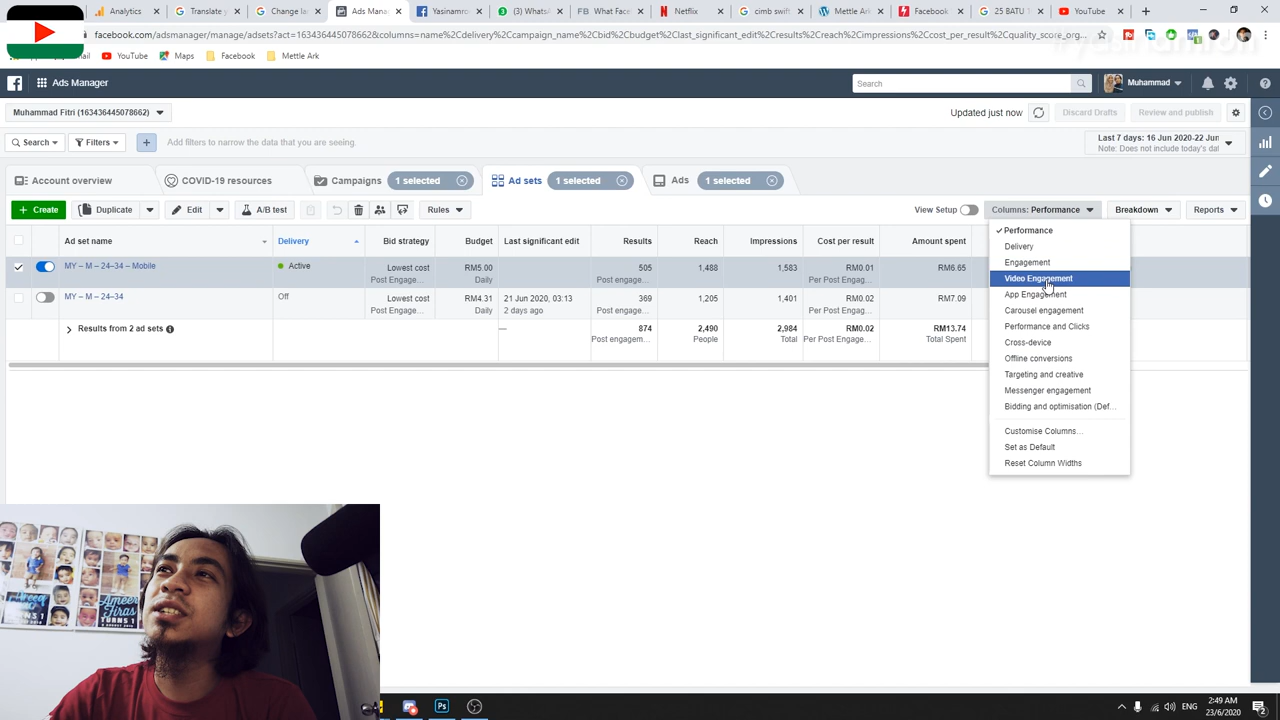 Analytics
Translate y
Change las
Ads Mana
fusinamro
(3) WhatsA
What Face
Netflix
cimb swif
Mettle Ark
Facebook
25 BATU T
YouTube
facebook.com/adsmanager/manage/adsets?act=163436445078662&columns=name%2Cdelivery%2Ccampaign_name%2Cbid%2Cbudget%2Clast_significant_edit%2Cresults%2Creach%2Cimpressions%2Ccost_per_result%2Cquality_score_org...
YouTube
Maps
Facebook
Mettle Ark
Ads Manager
Search
Muhammad
Muhammad Fitri (163436445078662)
Updated just now
Discard Drafts
Review and publish
Search
Filters
Add filters to narrow the data that you are seeing.
Last 7 days: 16 Jun 2020-22 Jun
Note: Does not include today's dat
Account overview
COVID-19 resources
Campaigns
1 selected
Ad sets
1 selected
Ads
1 selected
Create
Duplicate
Edit
A/B test
Rules
View Setup
Columns: Performance
Breakdown
Reports
Ad set name
Delivery
Bid strategy
Budget
Last significant edit
Results
Reach
Impressions
Cost per result
Amount spent
MY – M – 24–34 – Mobile
Active
Lowest cost
Post Engage...
RM5.00
Daily
505
Post engage...
1,488
1,583
RM0.01
Per Post Engage...
RM6.65
MY – M – 24–34
Off
Lowest cost
Post Engage...
RM4.31
Daily
21 Jun 2020, 03:13
2 days ago
369
Post engage...
1,205
1,401
RM0.02
Per Post Engage...
RM7.09
Results from 2 ad sets
—
874
Post engagem...
2,490
People
2,984
Total
RM0.02
Per Post Engage...
RM13.74
Total Spent
Performance
Delivery
Engagement
Video Engagement
App Engagement
Carousel engagement
Performance and Clicks
Cross-device
Offline conversions
Targeting and creative
Messenger engagement
Bidding and optimisation (Def...
Customise Columns...
Set as Default
Reset Column Widths
FIRAS
TURNS 1
Ps
2:49 AM
23/6/2020